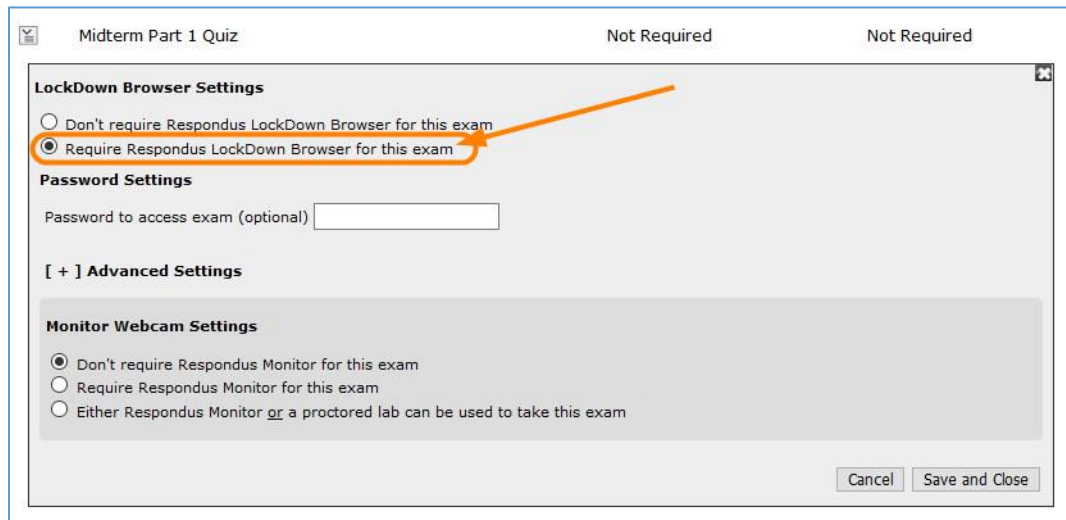 Midterm Part 1 Quiz Not Required Not Required
LockDown Browser Settings
Don't require Respondus LockDown Browser for this exam
Require Respondus LockDown Browser for this exam
Password Settings
Password to access exam (optional)
[ + ] Advanced Settings
Monitor Webcam Settings
Don't require Respondus Monitor for this exam
Require Respondus Monitor for this exam
Either Respondus Monitor or a proctored lab can be used to take this exam
Cancel Save and Close